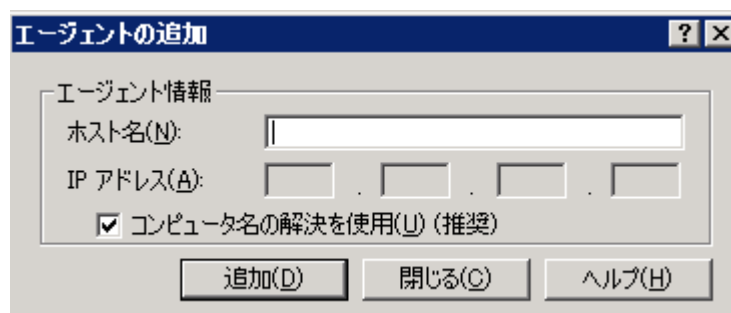 エージェントの追加
エージェント情報
ホスト名(N):
IP アドレス(A): . . .
コンピュータ名の解決を使用(U) (推奨)
追加(D) 閉じる(C) ヘルプ(H)